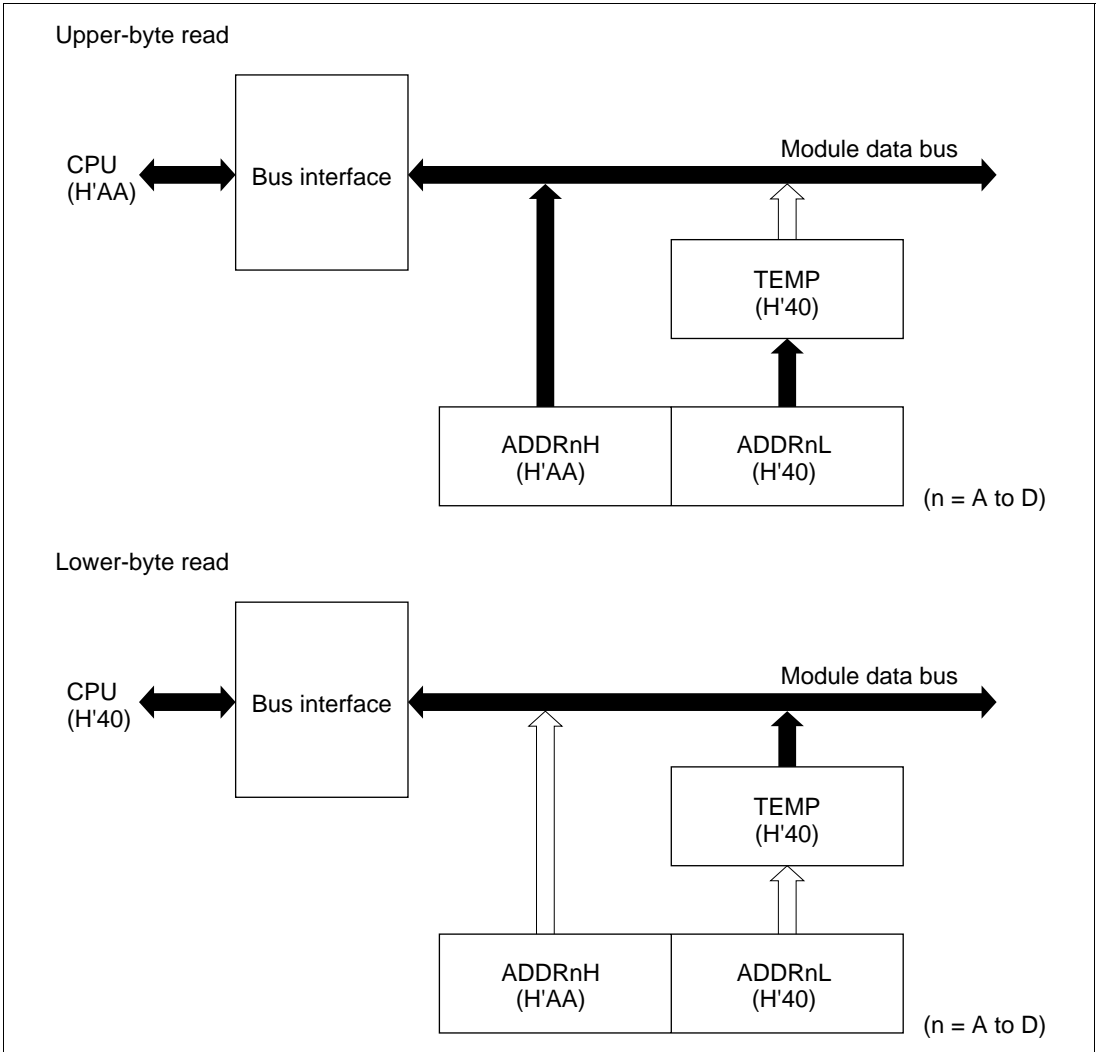 Upper-byte read
Module data bus
CPU
(H'AA)
Bus interface
TEMP
(H'40)
ADDRnH
(H'AA)
ADDRnL
(H'40)
(n = A to D)
Lower-byte read
Module data bus
CPU
(H'40)
Bus interface
TEMP
(H'40)
ADDRnH
(H'AA)
ADDRnL
(H'40)
(n = A to D)